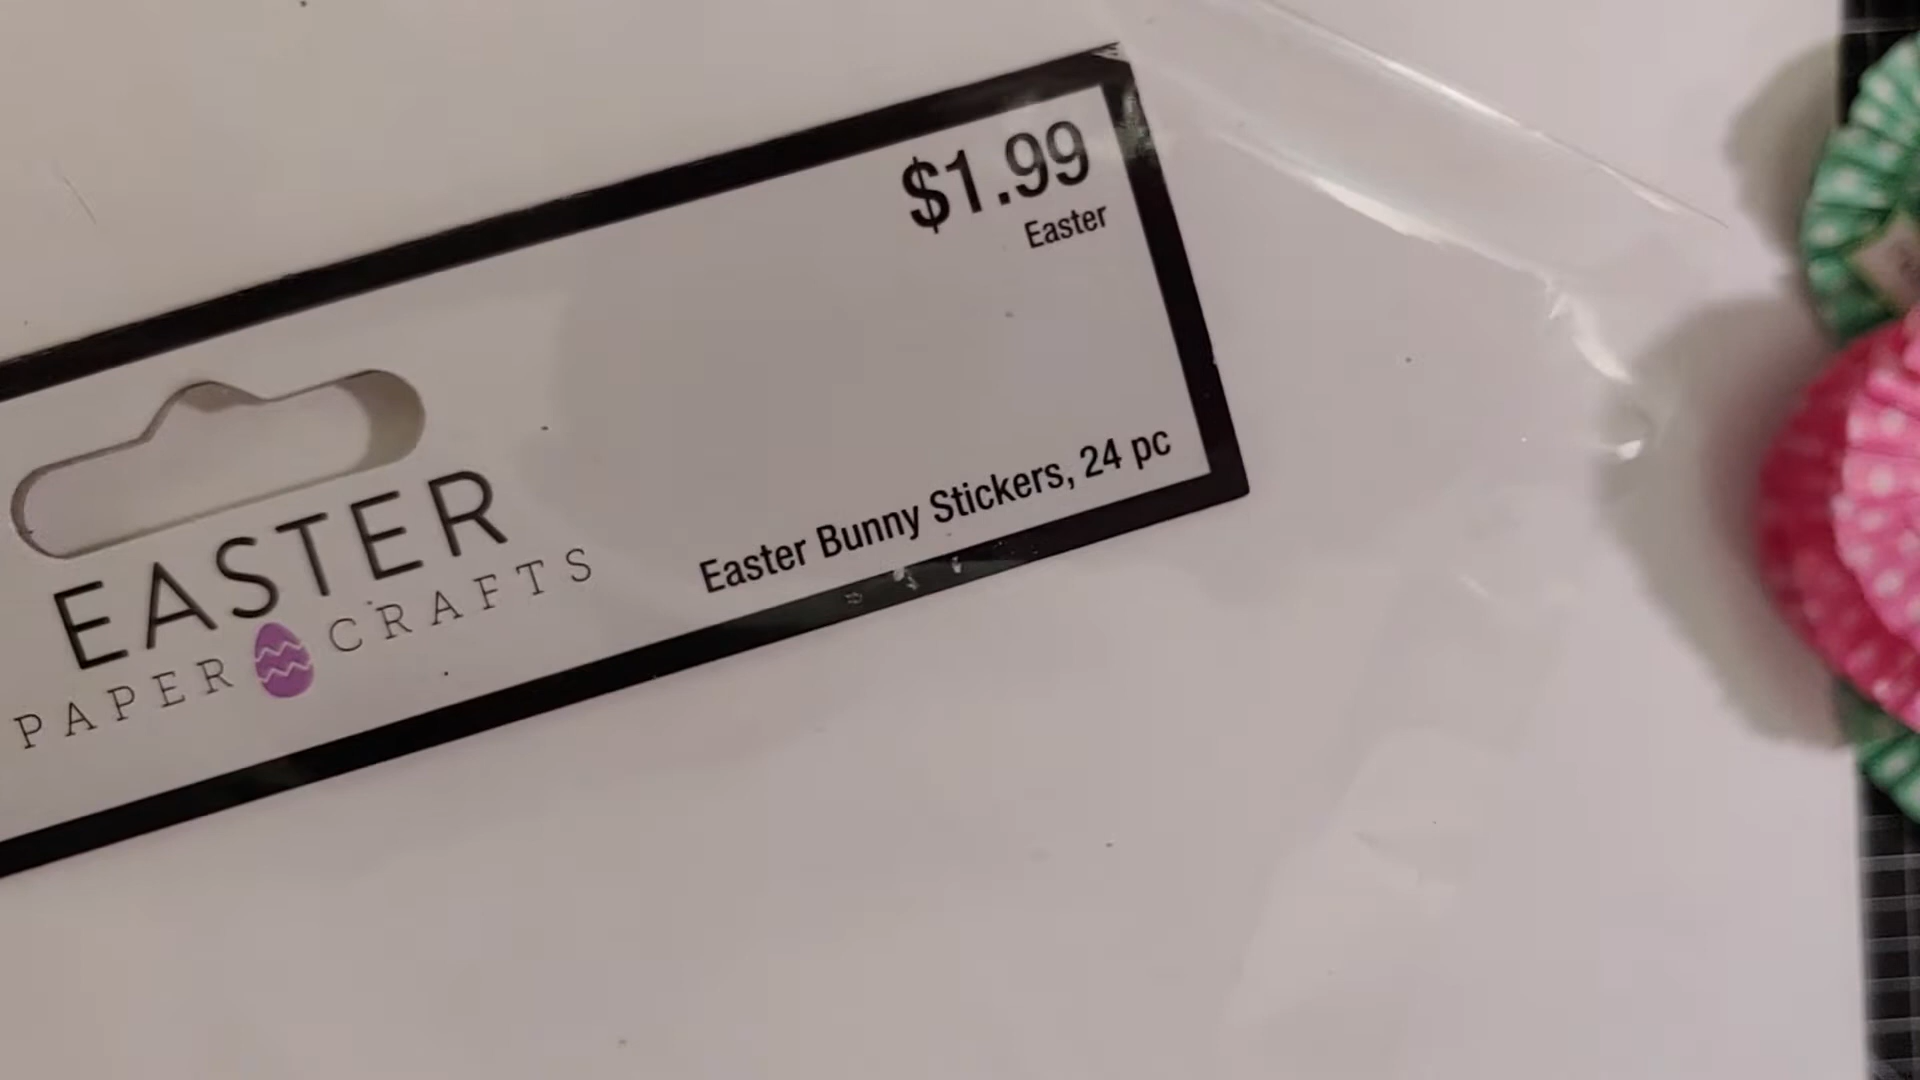 $1.99
Easter
EASTER
PAPER CRAFTS
Easter Bunny Stickers, 24 pc